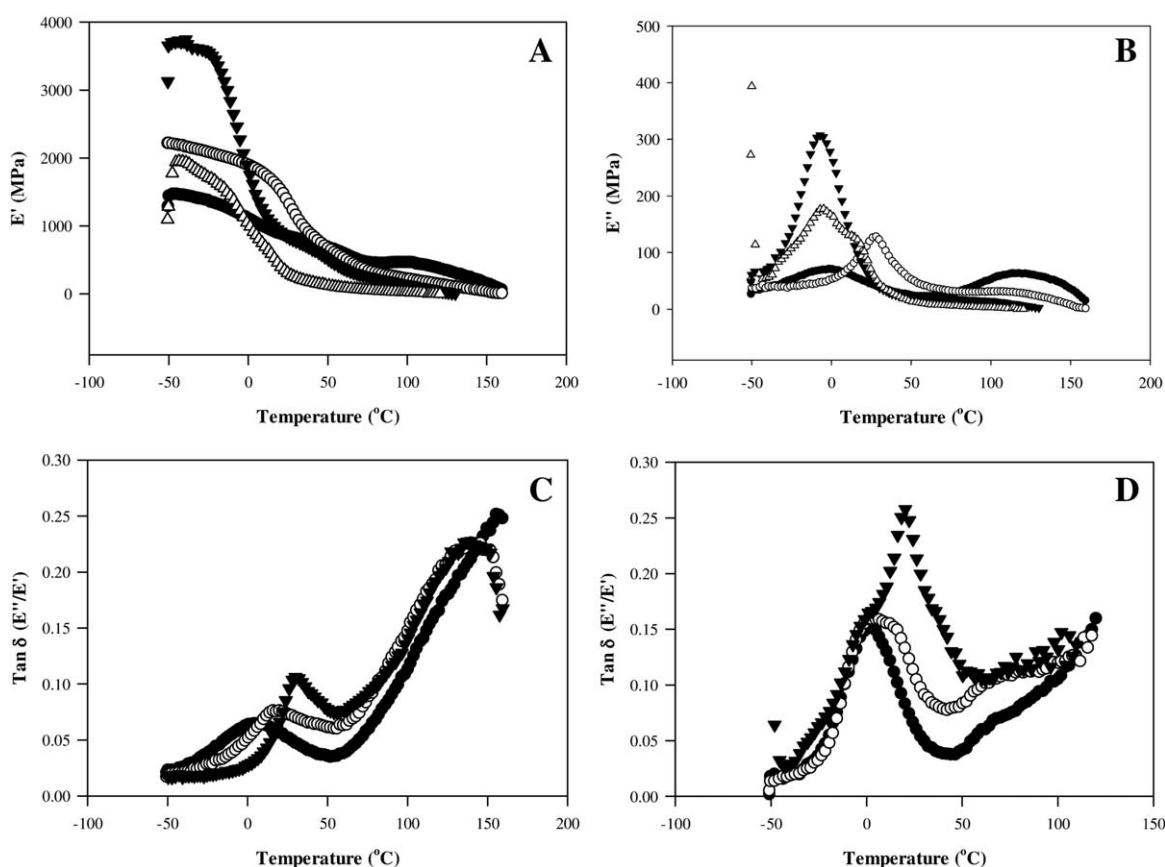 A
E' (MPa)
4000
3000
2000
1000
0
-100 -50 0 50 100 150 200
Temperature (°C)
B
E'' (MPa)
500
400
300
200
100
0
-100 -50 0 50 100 150 200
Temperature (°C)
C
Tan δ (E''/E')
0.30
0.25
0.20
0.15
0.10
0.05
0.00
-100 -50 0 50 100 150 200
Temperature (°C)
D
Tan δ (E''/E')
0.30
0.25
0.20
0.15
0.10
0.05
0.00
-100 -50 0 50 100 150
Temperature (°C)